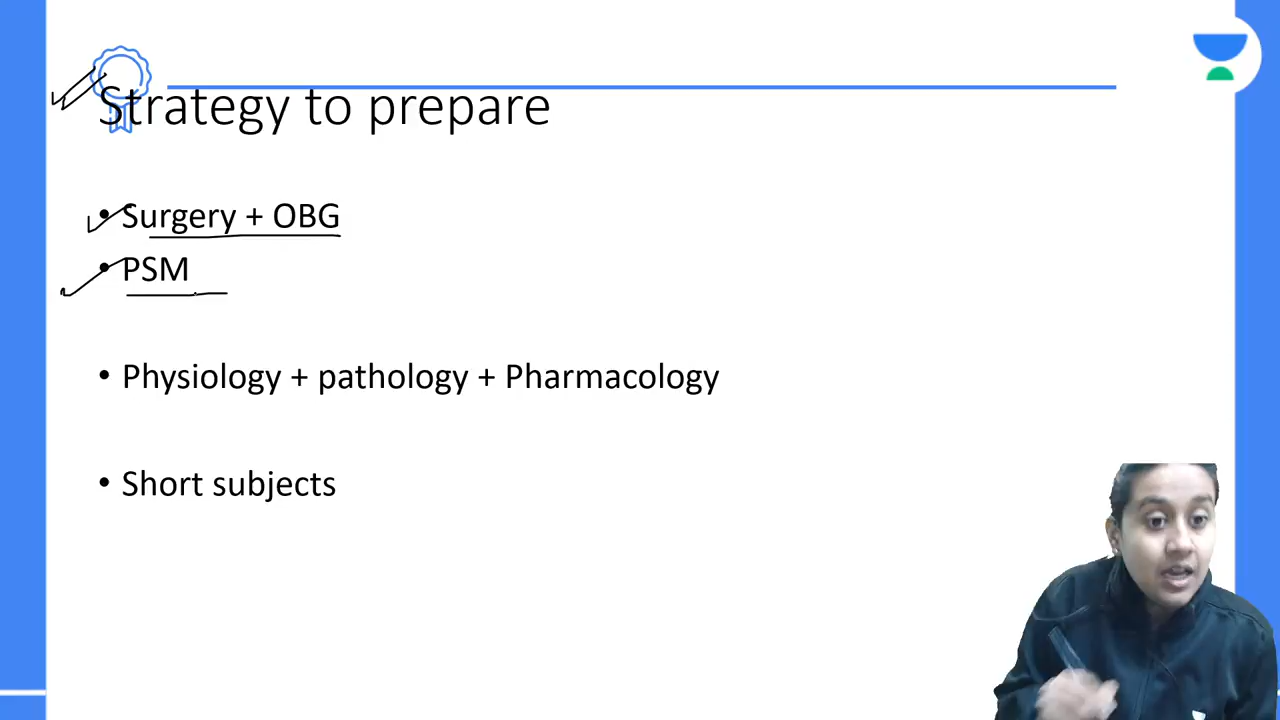 Strategy to prepare
• Surgery + OBG
• PSM
• Physiology + pathology + Pharmacology
• Short subjects